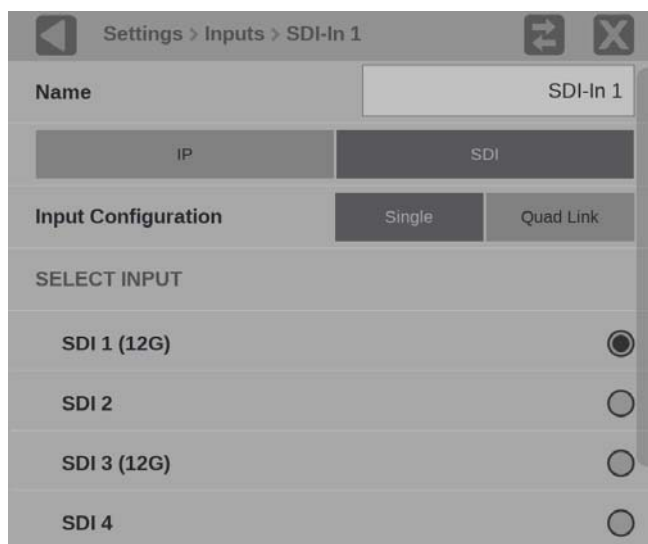 Settings > Inputs > SDI-In 1
Name
SDI-In 1
IP
SDI
Input Configuration
Single
Quad Link
SELECT INPUT
SDI 1 (12G)
SDI 2
SDI 3 (12G)
SDI 4